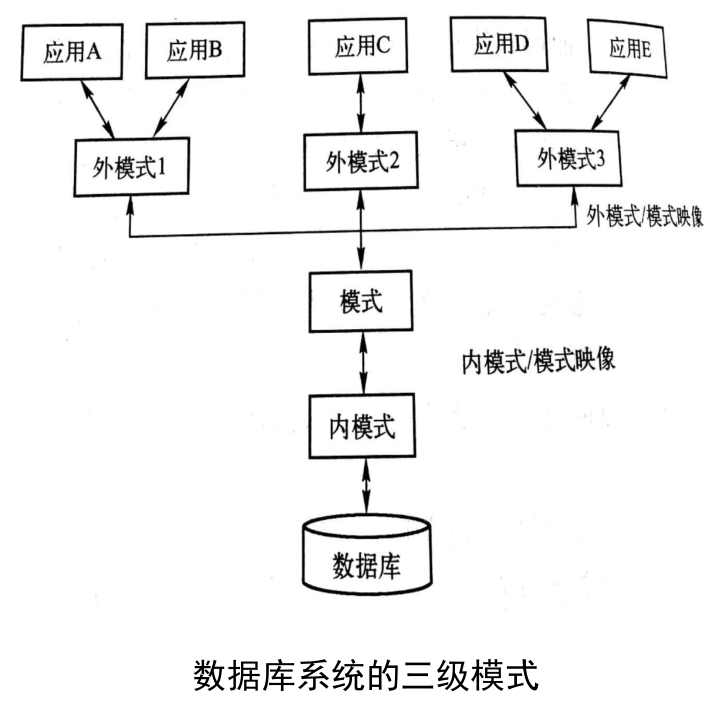 应用A
应用B
应用C
应用D
应用E
外模式1
外模式2
外模式3
外模式/模式映像
模式
内模式/模式映像
内模式
数据库
数据库系统的三级模式